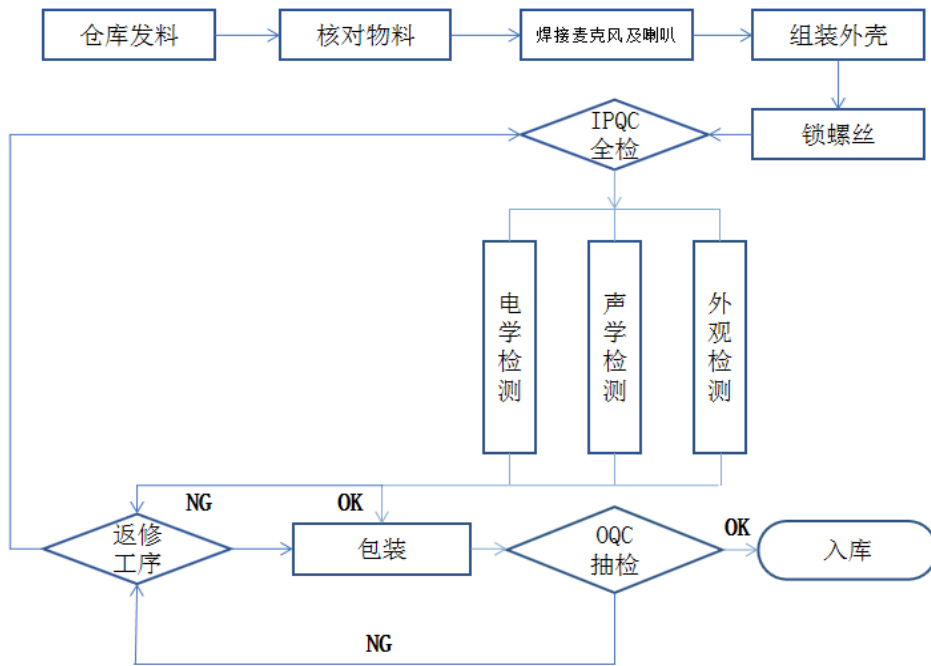 仓库发料
核对物料
焊接麦克风及喇叭
组装外壳
IPQC
全检
锁螺丝
电学检测
声学检测
外观检测
NG
OK
返修
工序
包装
OQC
抽检
OK
入库
NG